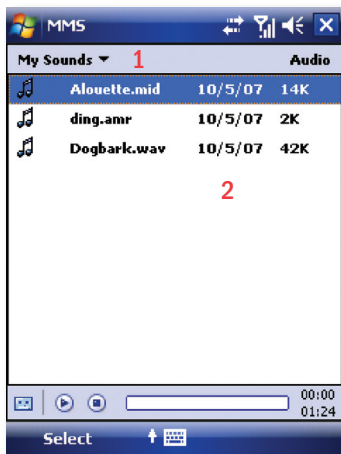 MMS
My Sounds 1 Audio
Alouette.mid 10/5/07 14K
ding.amr 10/5/07 2K
Dogbark.wav 10/5/07 42K
2
00:00
01:24
Select